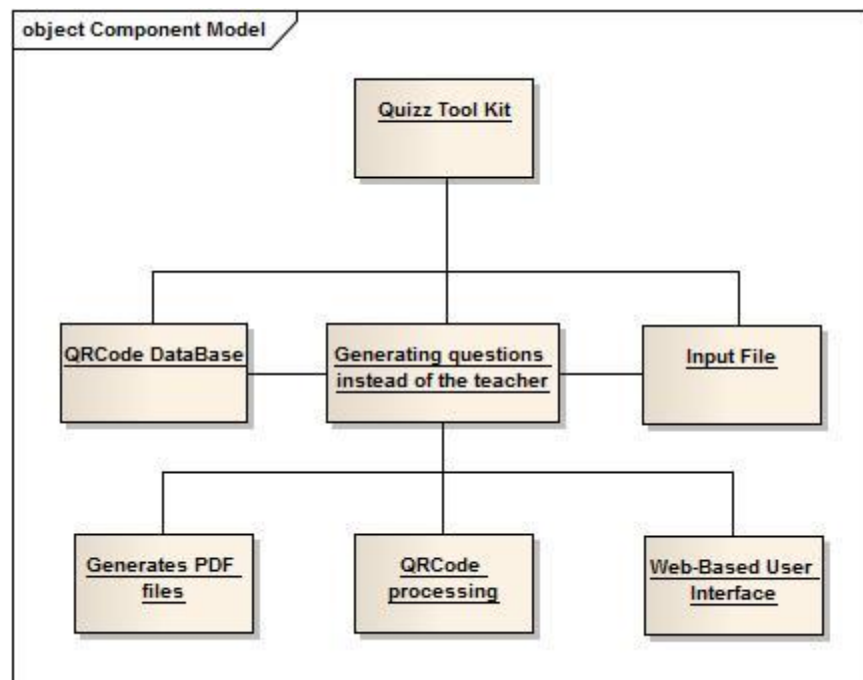 object Component Model
Quizz Tool Kit
QRCode DataBase
Generating questions
instead of the teacher
Input File
Generates PDF
files
QRCode
processing
Web-Based User
Interface